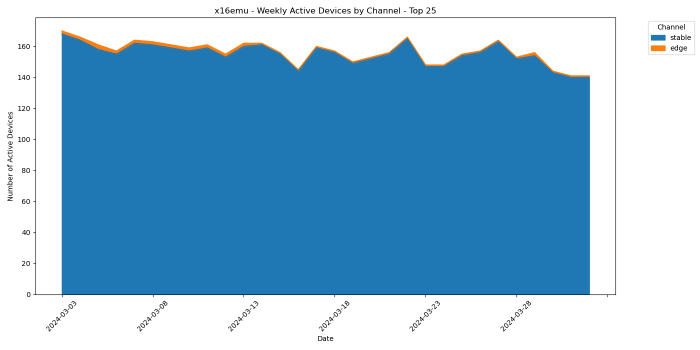 x16emu - Weekly Active Devices by Channel - Top 25
Channel
stable
edge
Number of Active Devices
160
140
120
100
80
60
40
20
0
2024-03-03
2024-03-08
2024-03-13
2024-03-18
2024-03-23
2024-03-28
Date